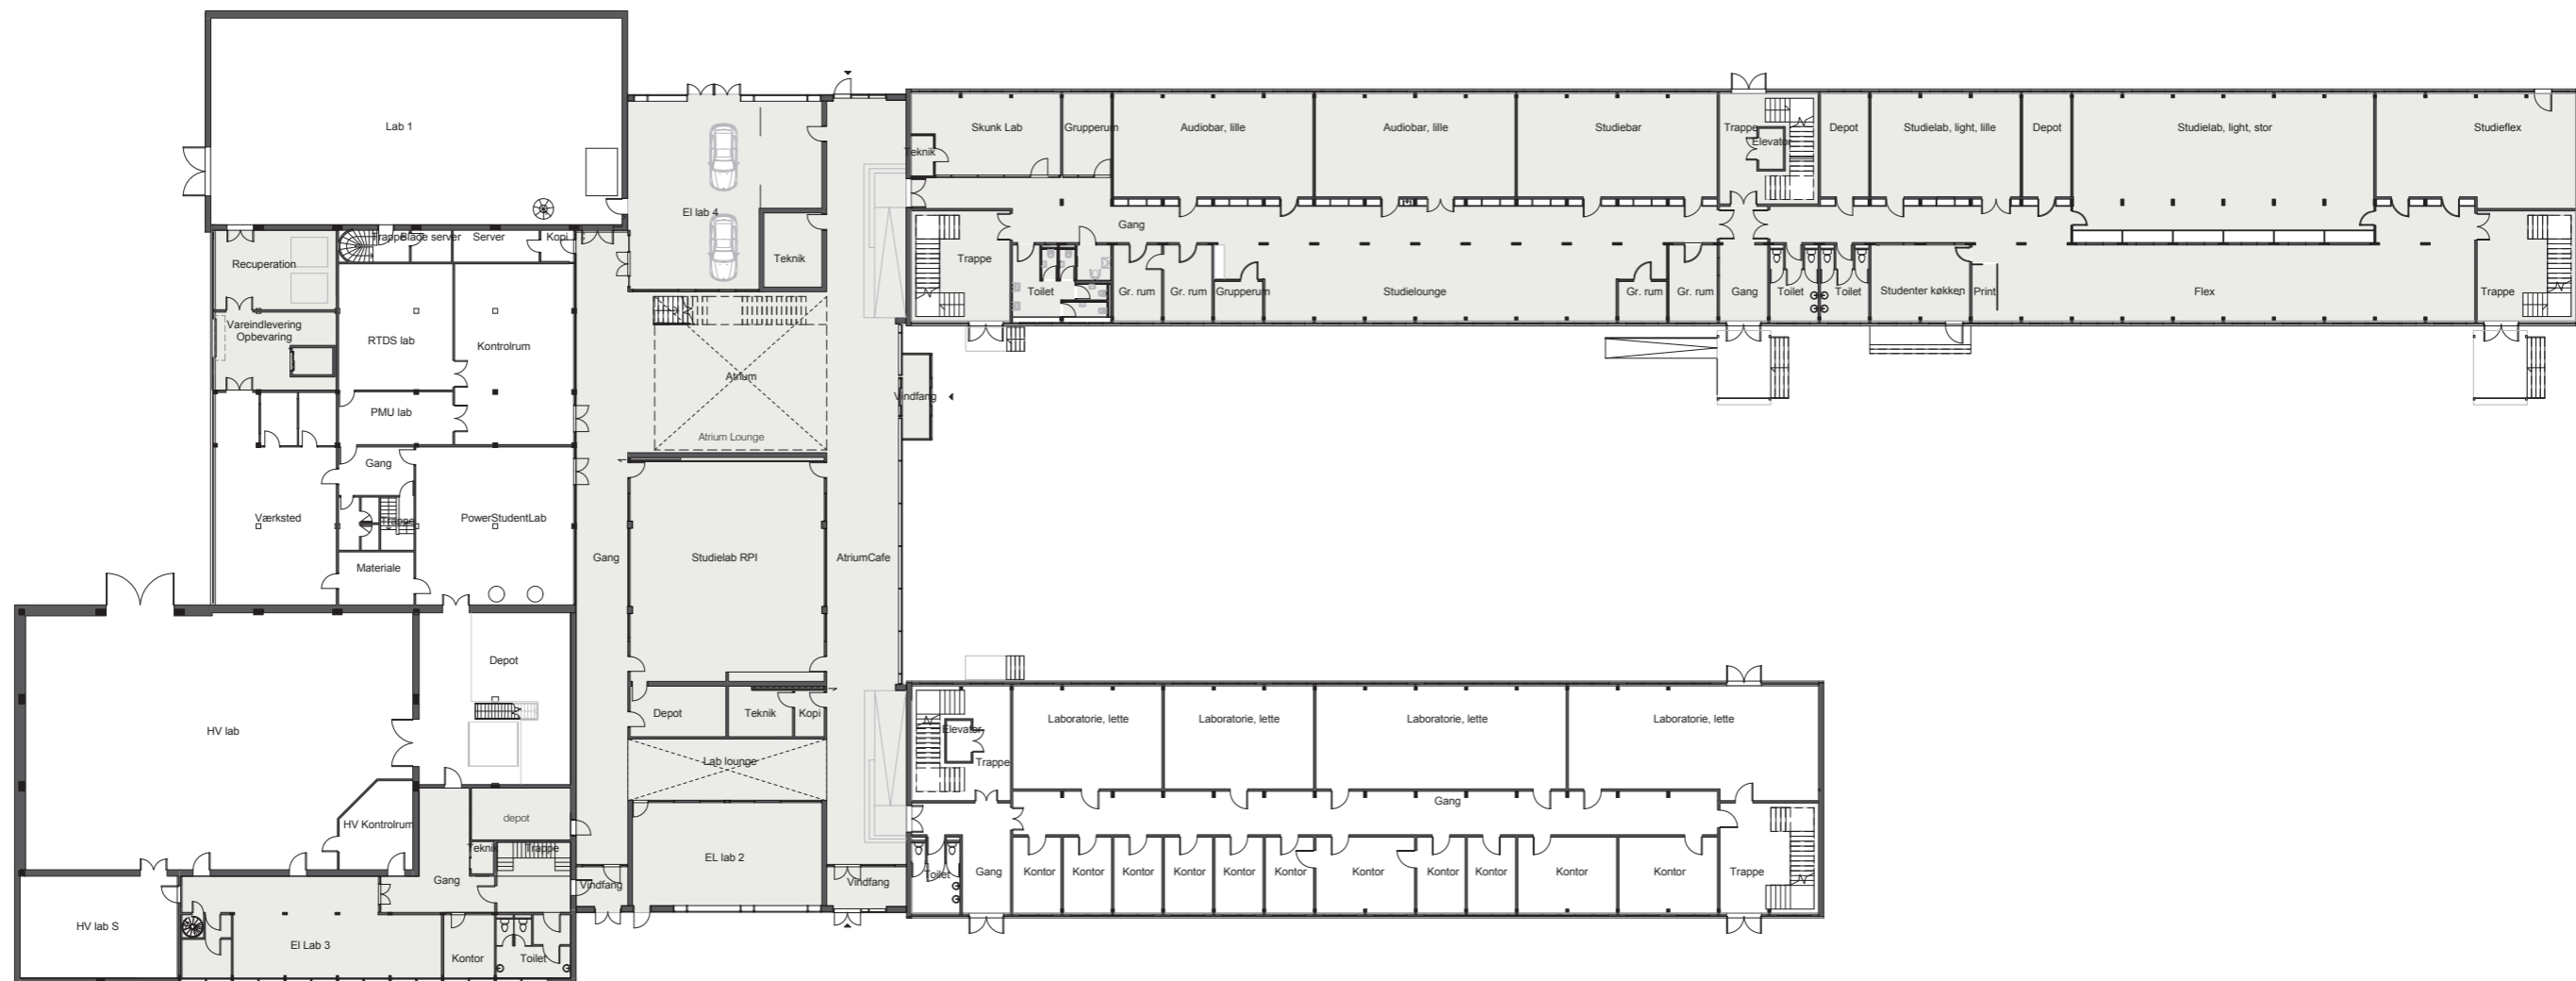 Lab 1
Skunk Lab
Grupperum
Audiobar, lille
Audiobar, lille
Studiebar
Trappe
Elevator
Depot
Studielab, light, lille
Depot
Studielab, light, stor
Studieflex
Teknik
El lab 4
Teknik
Gang
Trappe
Toilet
Gr. rum
Gr. rum
Grupperum
Studielounge
Gr. rum
Gr. rum
Gang
Toilet
Toilet
Studenter køkken
Print
Flex
Trappe
Trappe
Blade server
Server
Kopi
Recuperation
Vareindlevering
Opbevaring
RTDS lab
Kontrolrum
PMU lab
Atrium
Atrium Lounge
Vindfang
Gang
Værksted
Trappe
PowerStudentLab
Materiale
Gang
Studielab RPI
AtriumCafe
Depot
HV lab
Depot
Teknik
Kopi
Lab lounge
Elevator
Trappe
Laboratorie, lette
Laboratorie, lette
Laboratorie, lette
Laboratorie, lette
Gang
HV Kontrolrum
depot
Teknik
Trappe
Gang
EL lab 2
Vindfang
Vindfang
Toilet
Gang
Kontor
Kontor
Kontor
Kontor
Kontor
Kontor
Kontor
Kontor
Kontor
Kontor
Kontor
Trappe
HV lab S
El Lab 3
Kontor
Toilet